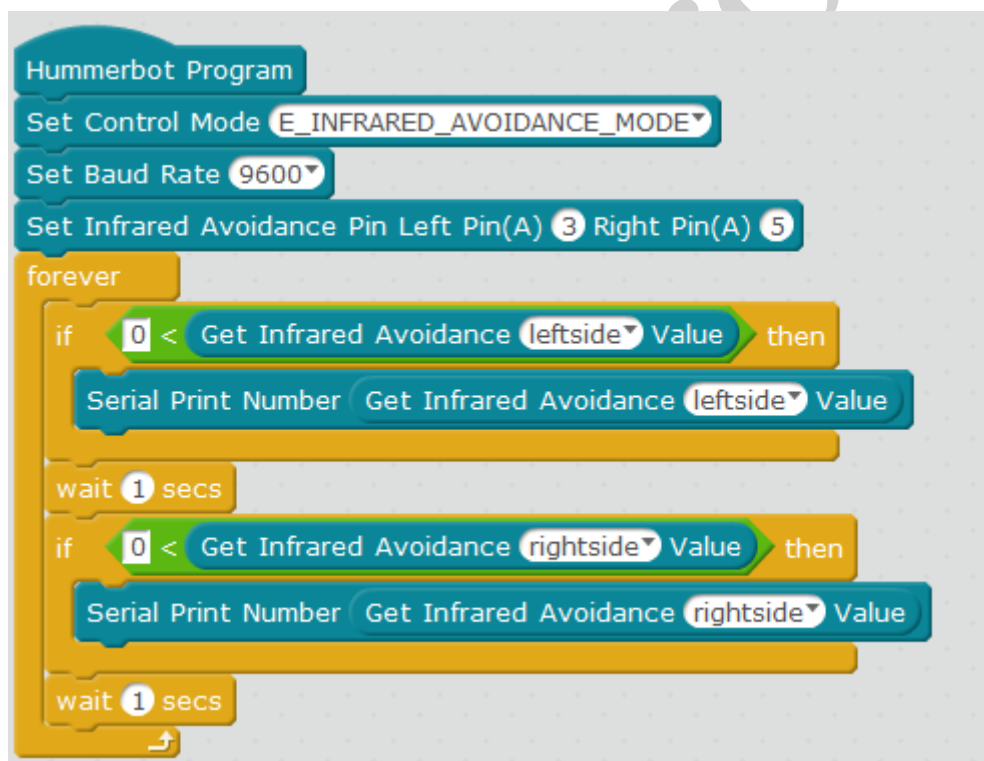 Hummerbot Program
Set Control Mode E_INFRARED_AVOIDANCE_MODE
Set Baud Rate 9600
Set Infrared Avoidance Pin Left Pin(A) 3 Right Pin(A) 5
forever
if 0 < Get Infrared Avoidance leftside Value then
Serial Print Number Get Infrared Avoidance leftside Value
wait 1 secs
if 0 < Get Infrared Avoidance rightside Value then
Serial Print Number Get Infrared Avoidance rightside Value
wait 1 secs